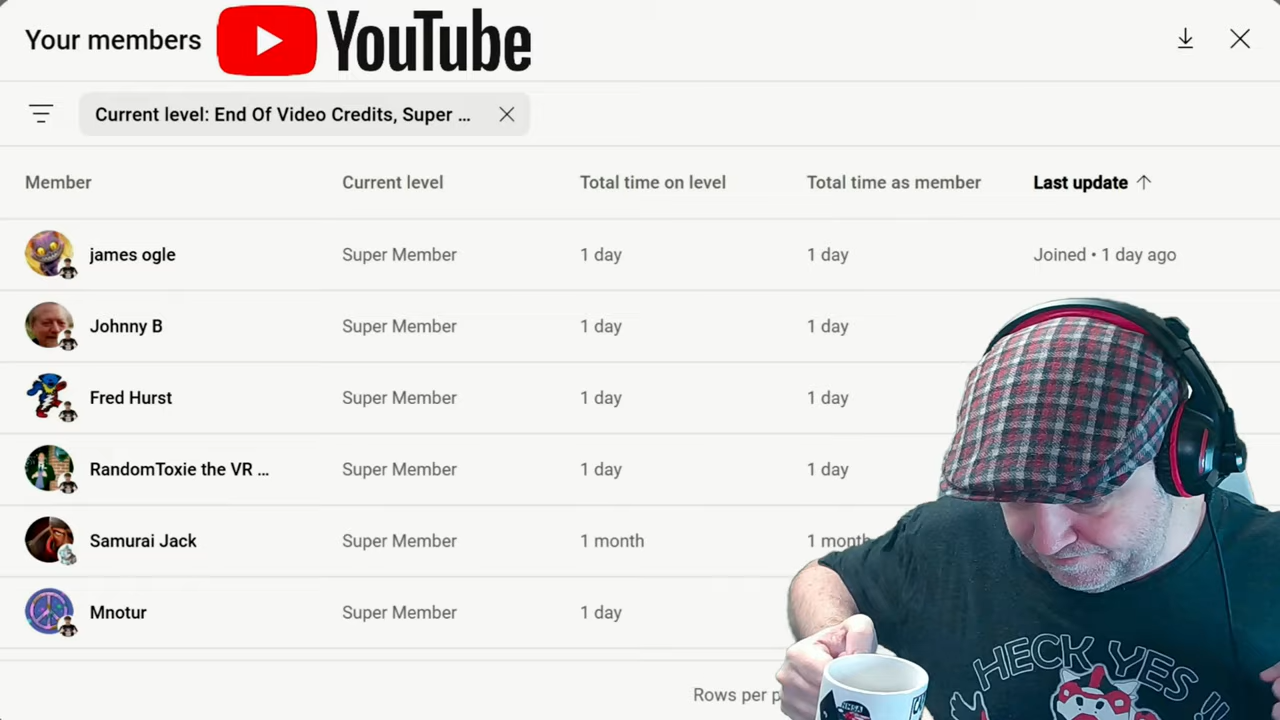 Your members YouTube
Current level: End Of Video Credits, Super ...
Member Current level Total time on level Total time as member Last update
james ogle Super Member 1 day 1 day Joined • 1 day ago
Johnny B Super Member 1 day 1 day
Fred Hurst Super Member 1 day 1 day
RandomToxie the VR ... Super Member 1 day 1 day
Samurai Jack Super Member 1 month 1 month
Mnotur Super Member 1 day
Rows per p
HECK YES !!